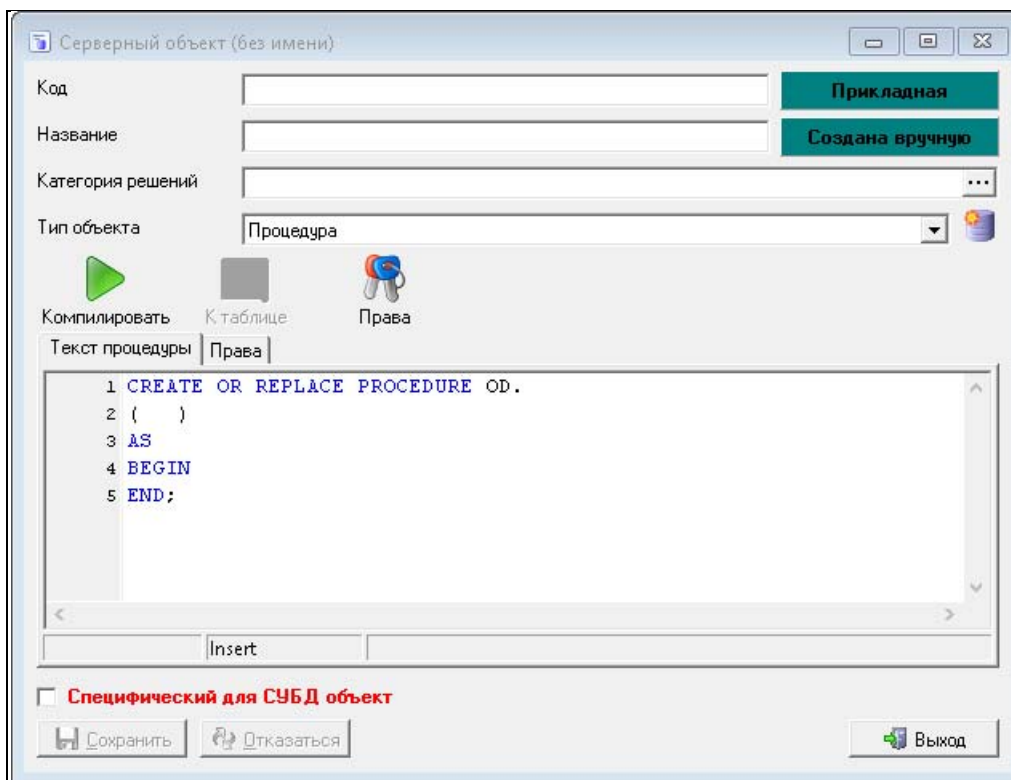 Серверный объект (без имени)
Код
Прикладная
Название
Создана вручную
Категория решений
...
Тип объекта
Процедура
Компилировать К таблице Права
Текст процедуры Права
1 CREATE OR REPLACE PROCEDURE OD.
2 (   )
3 AS
4 BEGIN
5 END;
Insert
Специфический для СУБД объект
Сохранить Отказаться Выход